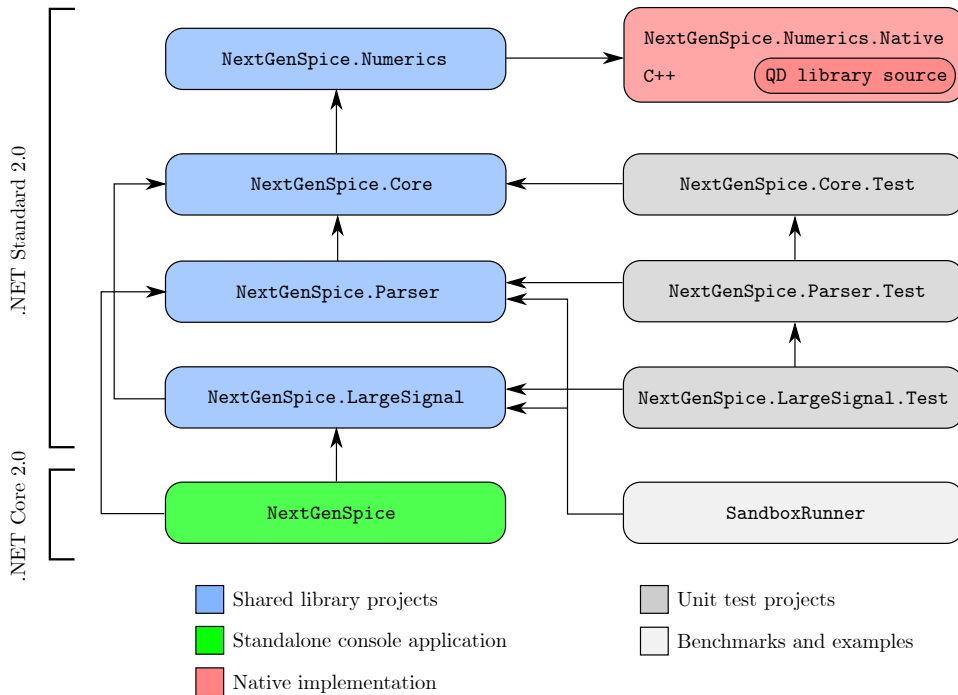 NextGenSpice.Numerics
NextGenSpice.Numerics.Native
C++
QD library source
.NET Standard 2.0
NextGenSpice.Core
NextGenSpice.Core.Test
NextGenSpice.Parser
NextGenSpice.Parser.Test
NextGenSpice.LargeSignal
NextGenSpice.LargeSignal.Test
.NET Core 2.0
NextGenSpice
SandboxRunner
Shared library projects
Unit test projects
Standalone console application
Benchmarks and examples
Native implementation